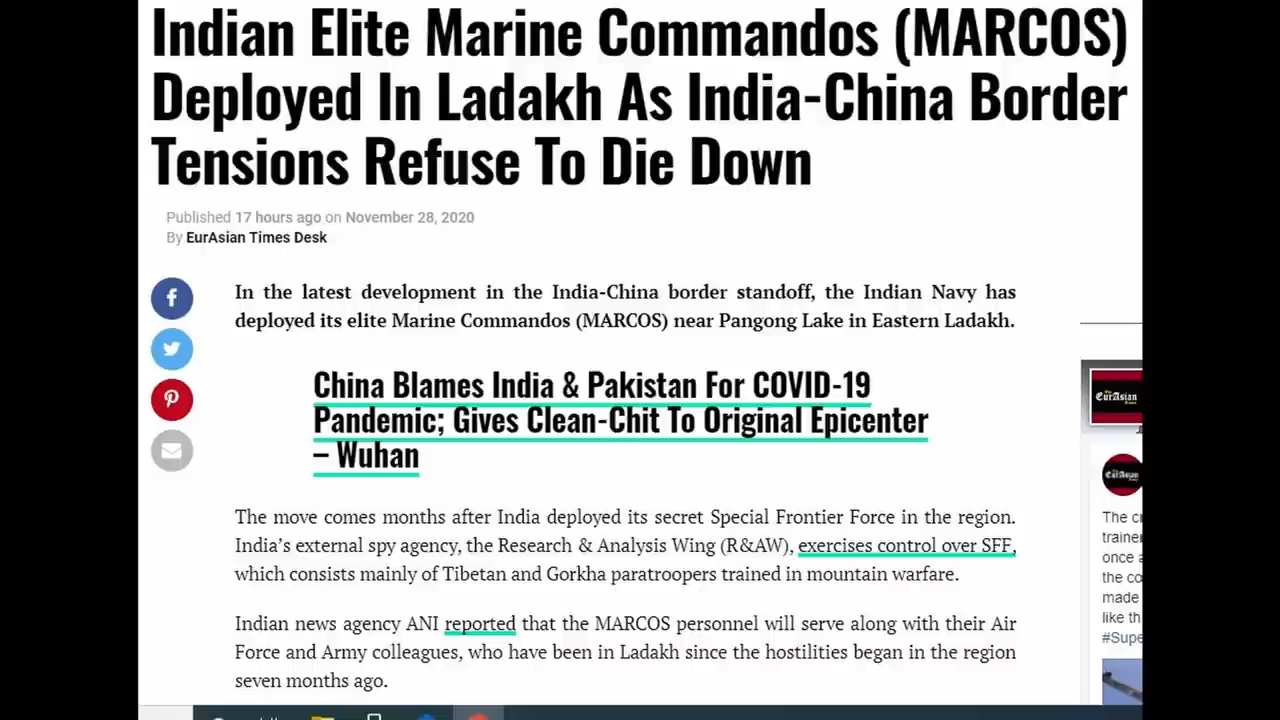 Indian Elite Marine Commandos (MARCOS)
Deployed In Ladakh As India-China Border
Tensions Refuse To Die Down
Published 17 hours ago on November 28, 2020
By EurAsian Times Desk
In the latest development in the India-China border standoff, the Indian Navy has
deployed its elite Marine Commandos (MARCOS) near Pangong Lake in Eastern Ladakh.
China Blames India & Pakistan For COVID-19
Pandemic; Gives Clean-Chit To Original Epicenter
– Wuhan
The move comes months after India deployed its secret Special Frontier Force in the region.
India’s external spy agency, the Research & Analysis Wing (R&AW), exercises control over SFF,
which consists mainly of Tibetan and Gorkha paratroopers trained in mountain warfare.
Indian news agency ANI reported that the MARCOS personnel will serve along with their Air
Force and Army colleagues, who have been in Ladakh since the hostilities began in the region
seven months ago.
EurAsian
The
once
the
made
like